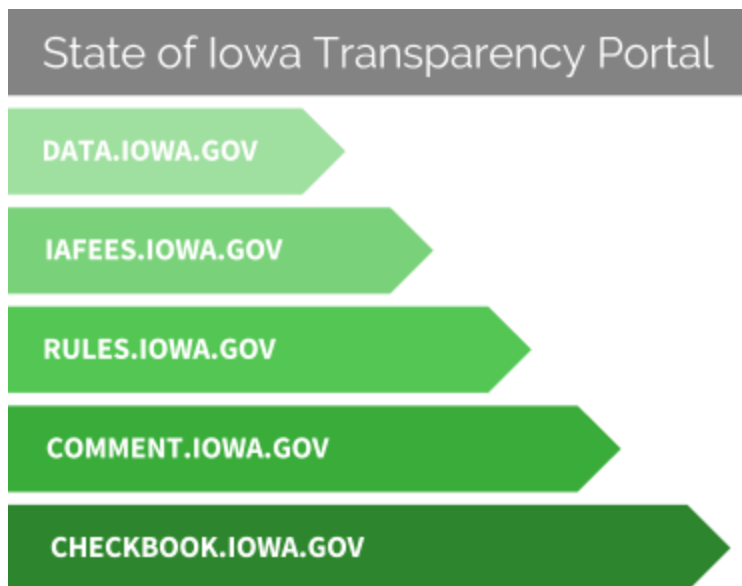 State of Iowa Transparency Portal
DATA.IOWA.GOV
IAFEES.IOWA.GOV
RULES.IOWA.GOV
COMMENT.IOWA.GOV
CHECKBOOK.IOWA.GOV